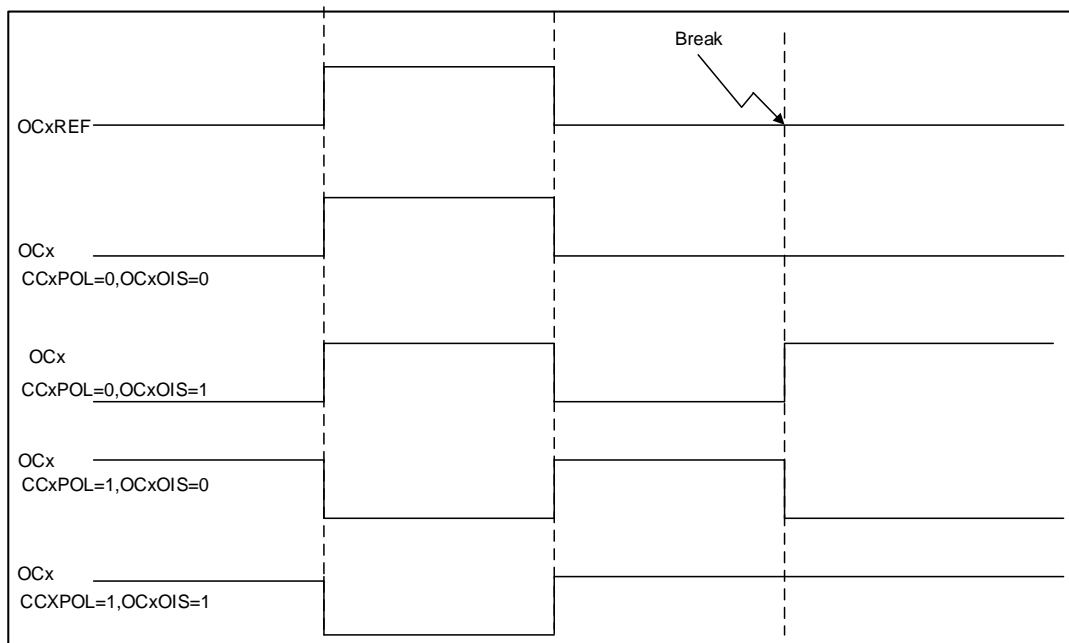 Break
OCxREF
OCx
CCxPOL=0,OCxOIS=0
OCx
CCxPOL=0,OCxOIS=1
OCx
CCxPOL=1,OCxOIS=0
OCx
CCXPOL=1,OCxOIS=1